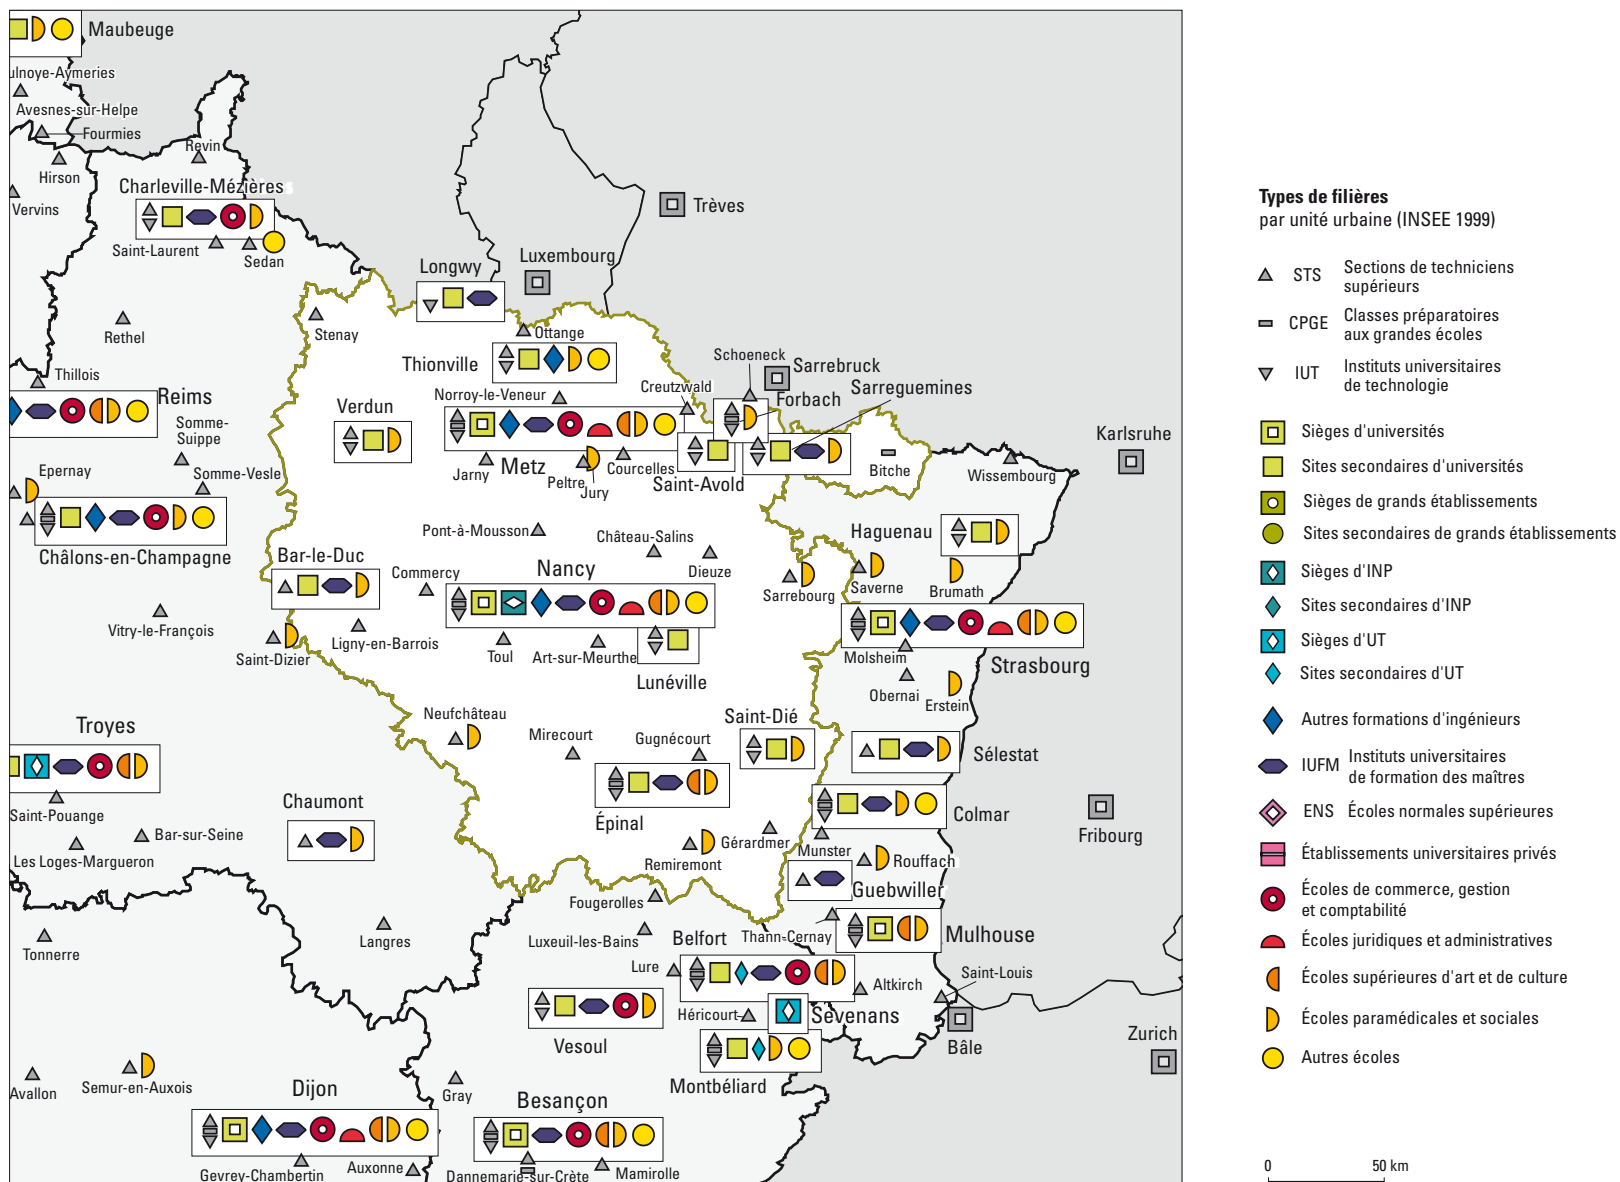 Maubeuge
ulnoye-Aymeries
Avesnes-sur-Helpe
Fourmies
Revin
Hirson
Charleville-Mézières
Vervins
Trèves
Saint-Laurent
Sedan
Luxembourg
Longwy
Stenay
Ottange
Rethel
Thionville
Schoeneck
Sarrebruck
Thillois
Creutzwald
Sarreguemines
Reims
Norroy-le-Veneur
Forbach
Verdun
Somme-
Suippe
Karlsruhe
Epernay
Somme-Vesle
Jarny
Metz
Courcelles
Bitche
Wissembourg
Peltre
Jury
Saint-Avold
Pont-à-Mousson
Château-Salins
Haguenau
Châlons-en-Champagne
Bar-le-Duc
Commercy
Nancy
Dieuze
Sarrebourg
Saverne
Brumath
Vitry-le-François
Ligny-en-Barrois
Saint-Dizier
Toul
Art-sur-Meurthe
Molsheim
Strasbourg
Lunéville
Obernai
Erstein
Neufchâteau
Saint-Dié
Troyes
Mirecourt
Gugnécourt
Sélestat
Chaumont
Saint-Pouange
Épinal
Colmar
Bar-sur-Seine
Fribourg
Les Loges-Margueron
Gérardmer
Remiremont
Munster
Rouffach
Guebwiller
Fougerolles
Langres
Luxeuil-les-Bains
Thann-Cernay
Mulhouse
Tonnerre
Belfort
Lure
Altkirch
Saint-Louis
Héricourt
Sevenans
Vesoul
Bâle
Zurich
Montbéliard
Avallon
Semur-en-Auxois
Gray
Dijon
Besançon
Gevrey-Chambertin
Auxonne
Dannemarie-sur-Crète
Mamirolle
Types de filières
par unité urbaine (INSEE 1999)
STS Sections de techniciens
supérieurs
CPGE Classes préparatoires
aux grandes écoles
IUT Instituts universitaires
de technologie
Sièges d'universités
Sites secondaires d'universités
Sièges de grands établissements
Sites secondaires de grands établissements
Sièges d'INP
Sites secondaires d'INP
Sièges d'UT
Sites secondaires d'UT
Autres formations d'ingénieurs
IUFM Instituts universitaires
de formation des maîtres
ENS Écoles normales supérieures
Établissements universitaires privés
Écoles de commerce, gestion
et comptabilité
Écoles juridiques et administratives
Écoles supérieures d'art et de culture
Écoles paramédicales et sociales
Autres écoles
0 50 km